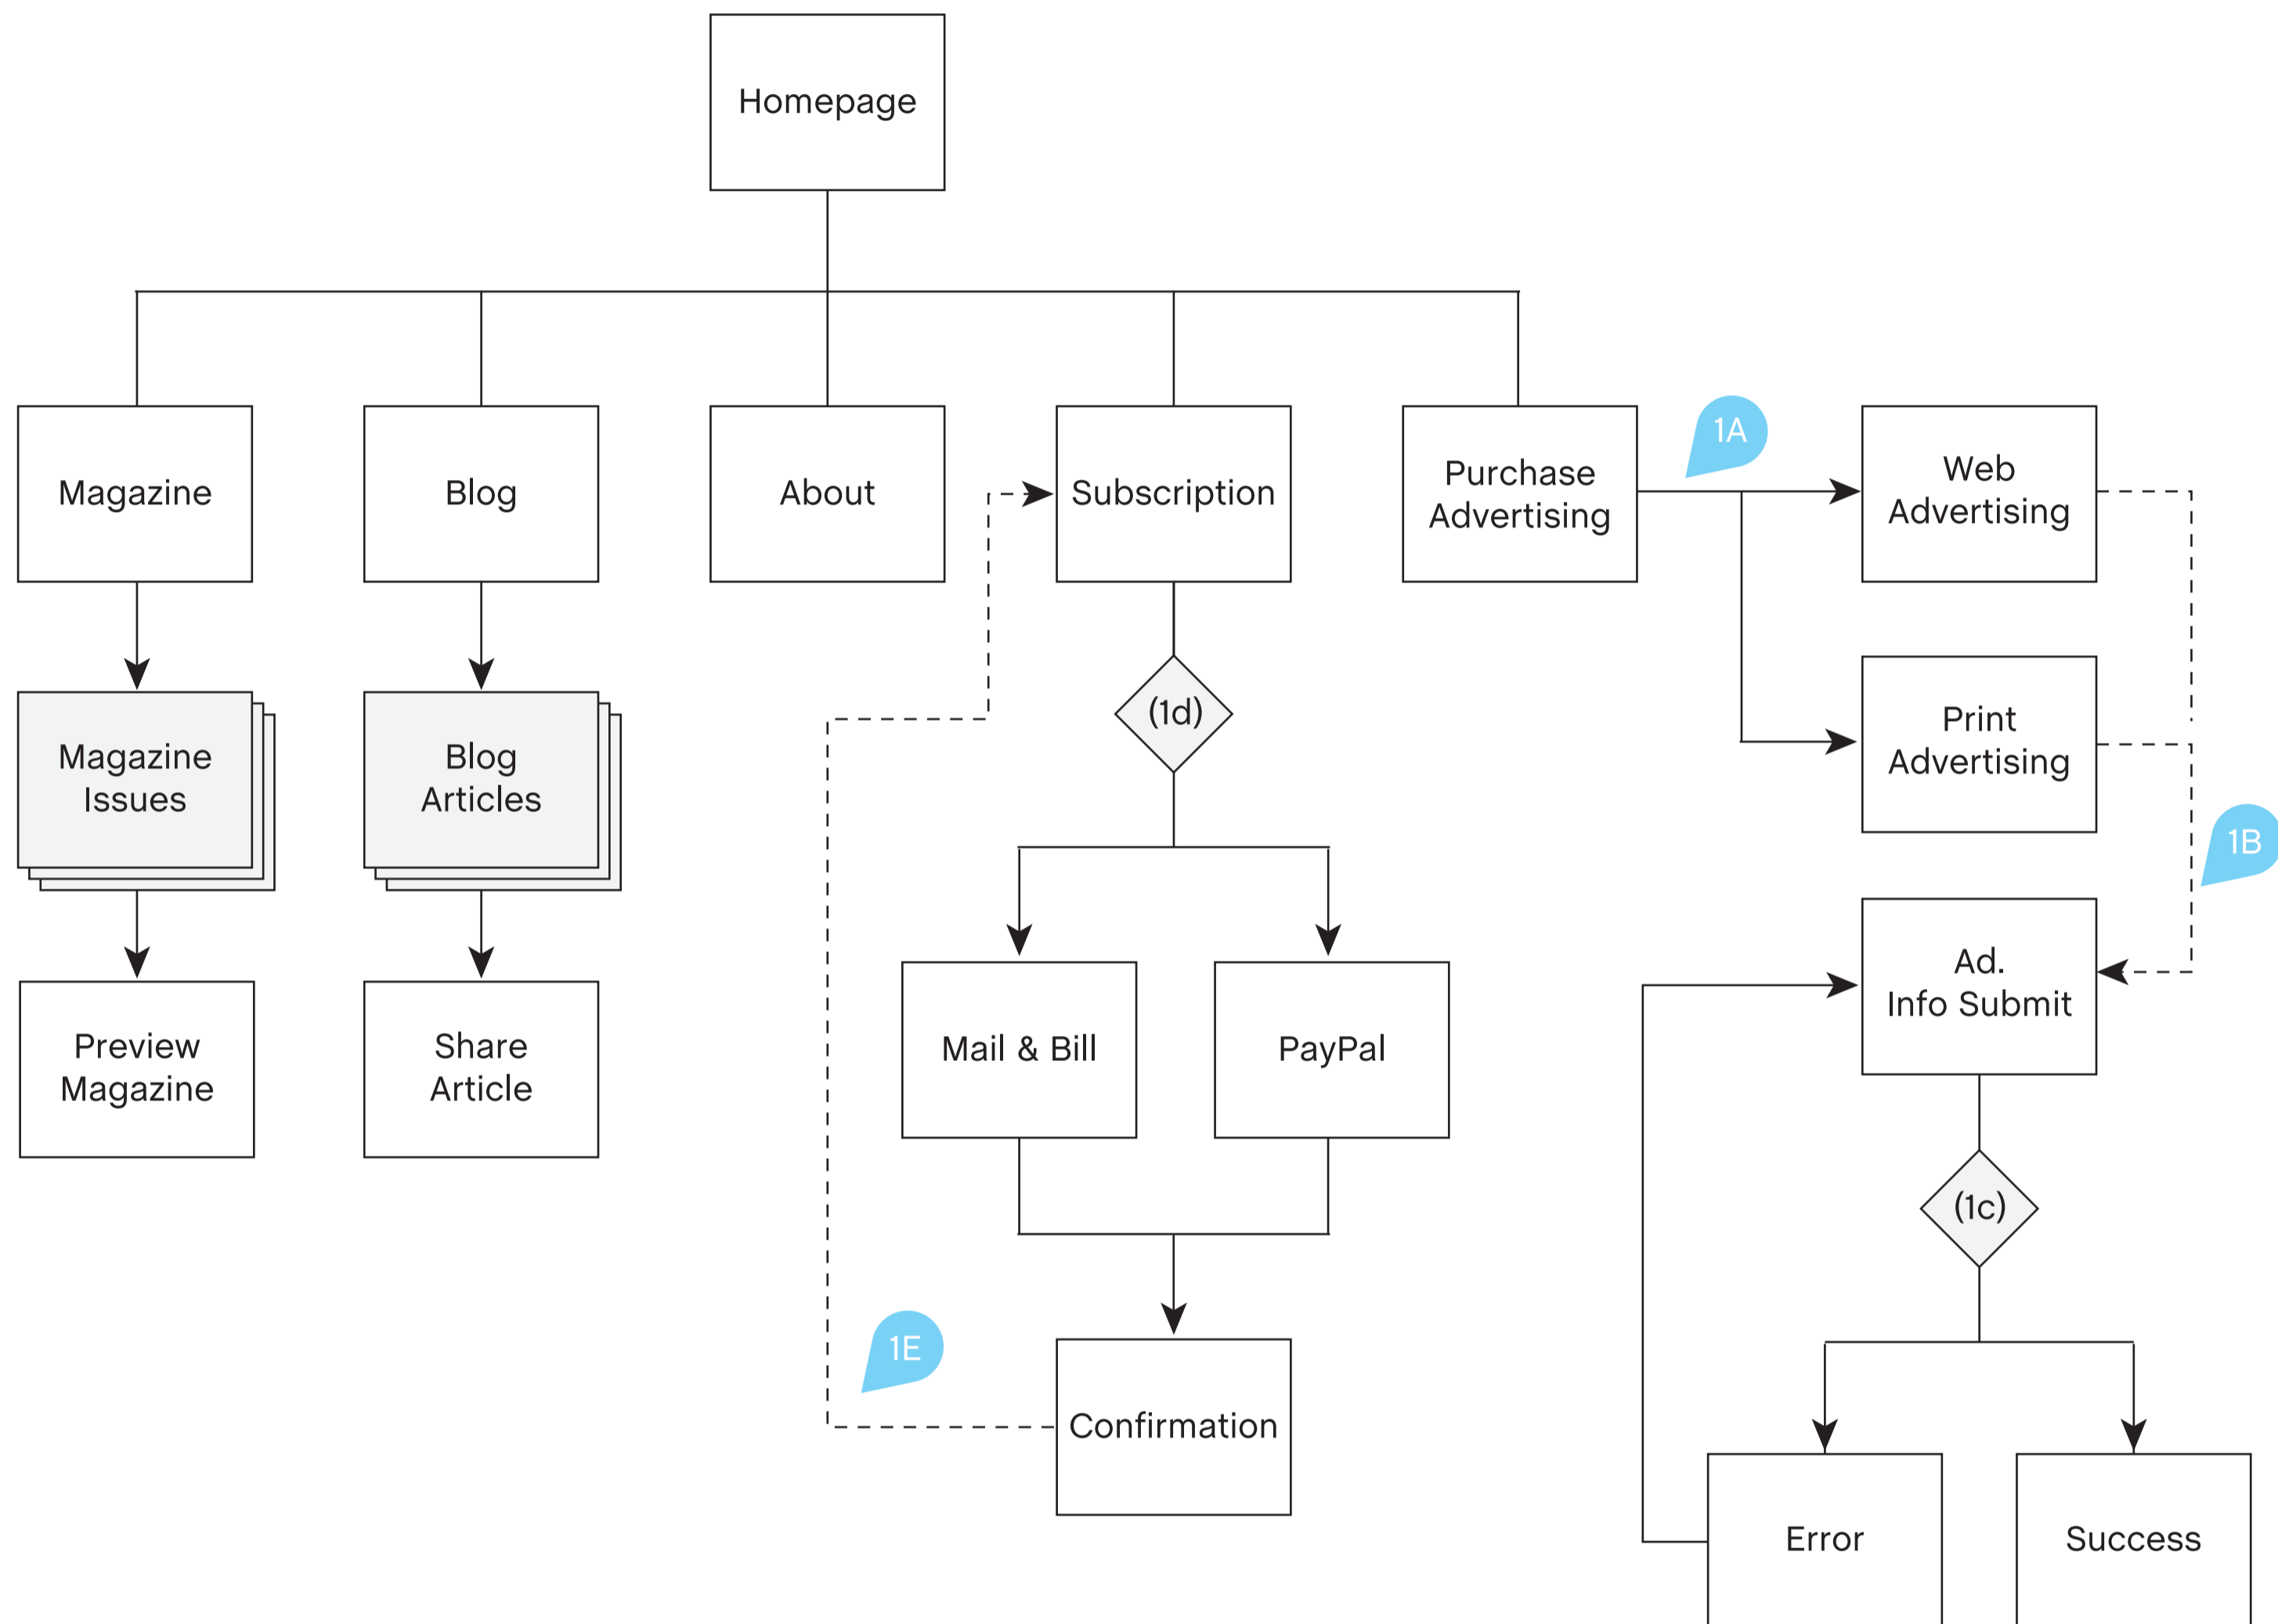 Homepage
Magazine
Blog
About
Subscription
Purchase
Advertising
1A
Web
Advertising
Magazine
Issues
Blog
Articles
(1d)
Print
Advertising
1B
Preview
Magazine
Share
Article
Mail & Bill
PayPal
Ad.
Info Submit
(1c)
1E
Confirmation
Error
Success